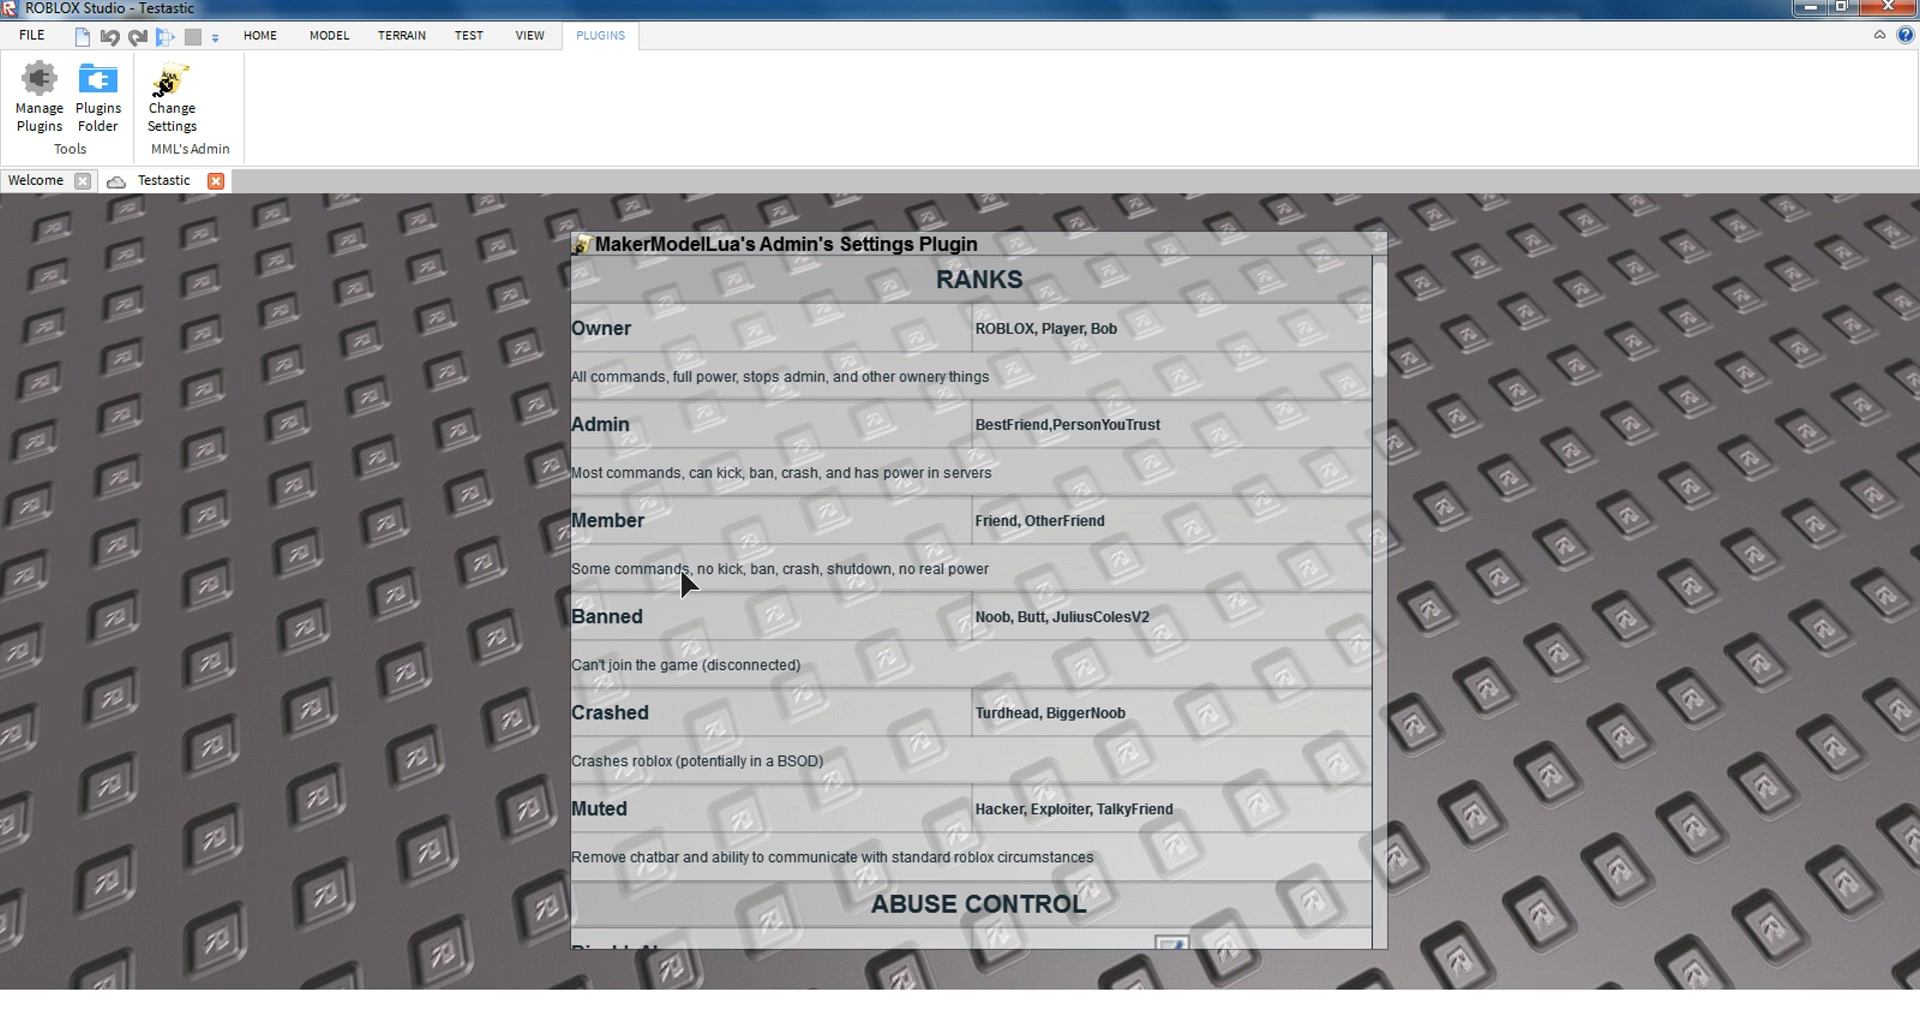 ROBLOX Studio - Testastic
FILE HOME MODEL TERRAIN TEST VIEW PLUGINS
Manage Plugins
Plugins Folder
Change Settings
Tools
MML's Admin
Welcome
Testastic
MakerModelLua's Admin's Settings Plugin
RANKS
Owner ROBLOX, Player, Bob
All commands, full power, stops admin, and other ownery things
Admin BestFriend,PersonYouTrust
Most commands, can kick, ban, crash, and has power in servers
Member Friend, OtherFriend
Some commands, no kick, ban, crash, shutdown, no real power
Banned Noob, Butt, JuliusColesV2
Can't join the game (disconnected)
Crashed Turdhead, BiggerNoob
Crashes roblox (potentially in a BSOD)
Muted Hacker, Exploiter, TalkyFriend
Remove chatbar and ability to communicate with standard roblox circumstances
ABUSE CONTROL